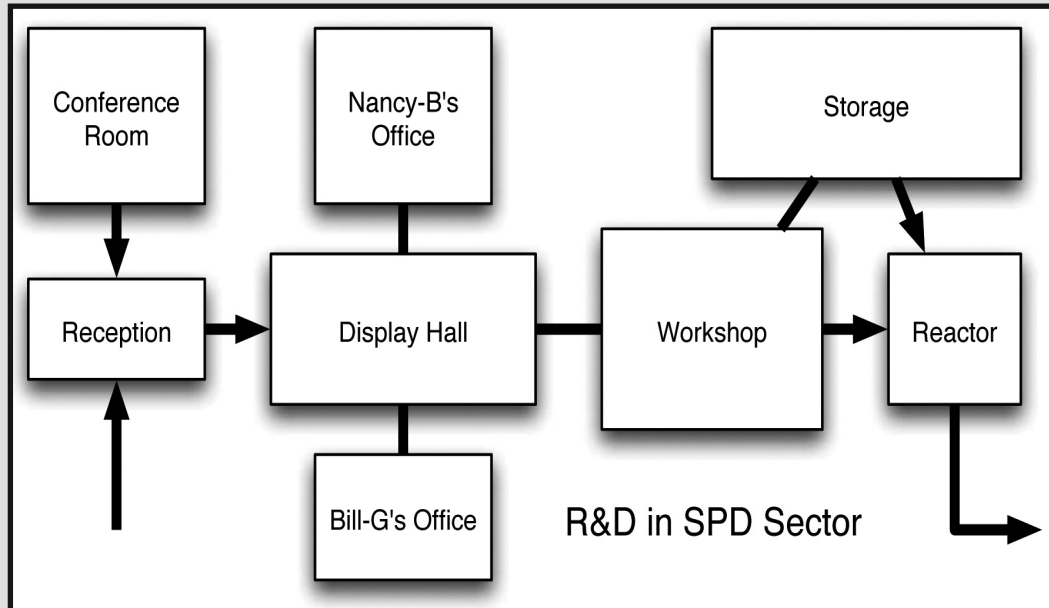 Conference
Room
Nancy-B's
Office
Storage
Reception
Display Hall
Workshop
Reactor
Bill-G's Office
R&D in SPD Sector